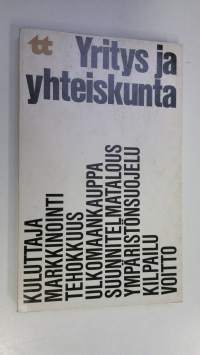 tt
Yritys ja
yhteiskunta
KULUTTAJA
MARKKINOINTI
TEHOKKUUS
ULKOMAANKAUPPA
SUUNNITELMATALOUS
YMPÄRISTÖNSUOJELU
KILPAILU
VOITTO